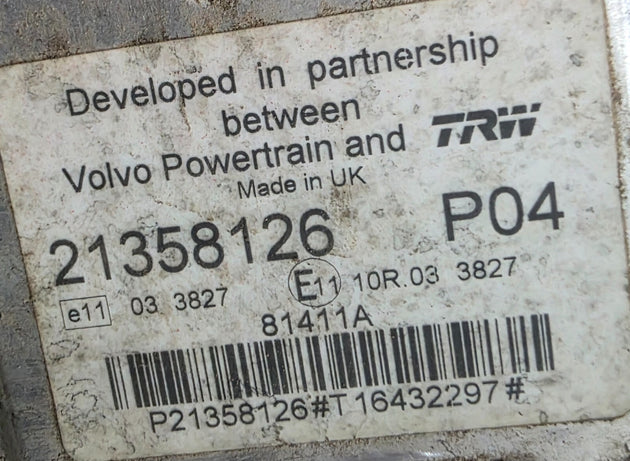 Developed in partnership
between
Volvo Powertrain and TRW
Made in UK
21358126 P04
e11 03 3827 E11 10R.03 3827
81411A
P21358126#T16432297#